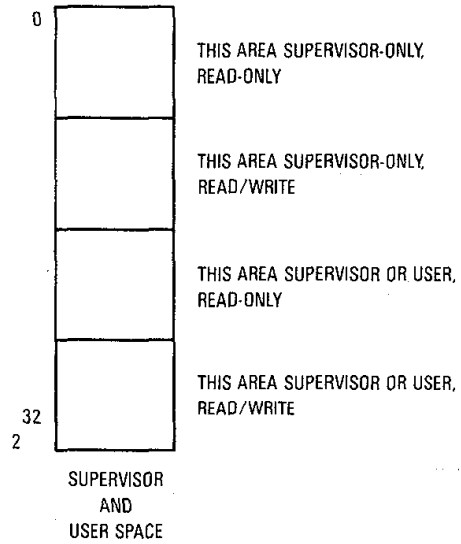 0
THIS AREA SUPERVISOR-ONLY,
READ-ONLY
THIS AREA SUPERVISOR-ONLY,
READ/WRITE
THIS AREA SUPERVISOR OR USER,
READ-ONLY
THIS AREA SUPERVISOR OR USER,
READ/WRITE
32
2
SUPERVISOR
AND
USER SPACE